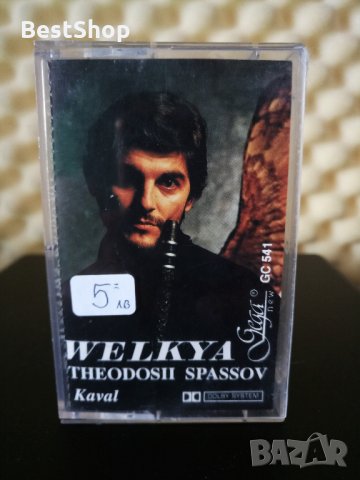 BestShop
5=
лв
WELKYA
Gega
new
®
GC 541
THEODOSII SPASSOV
Kaval
DOLBY SYSTEM
BAZAR